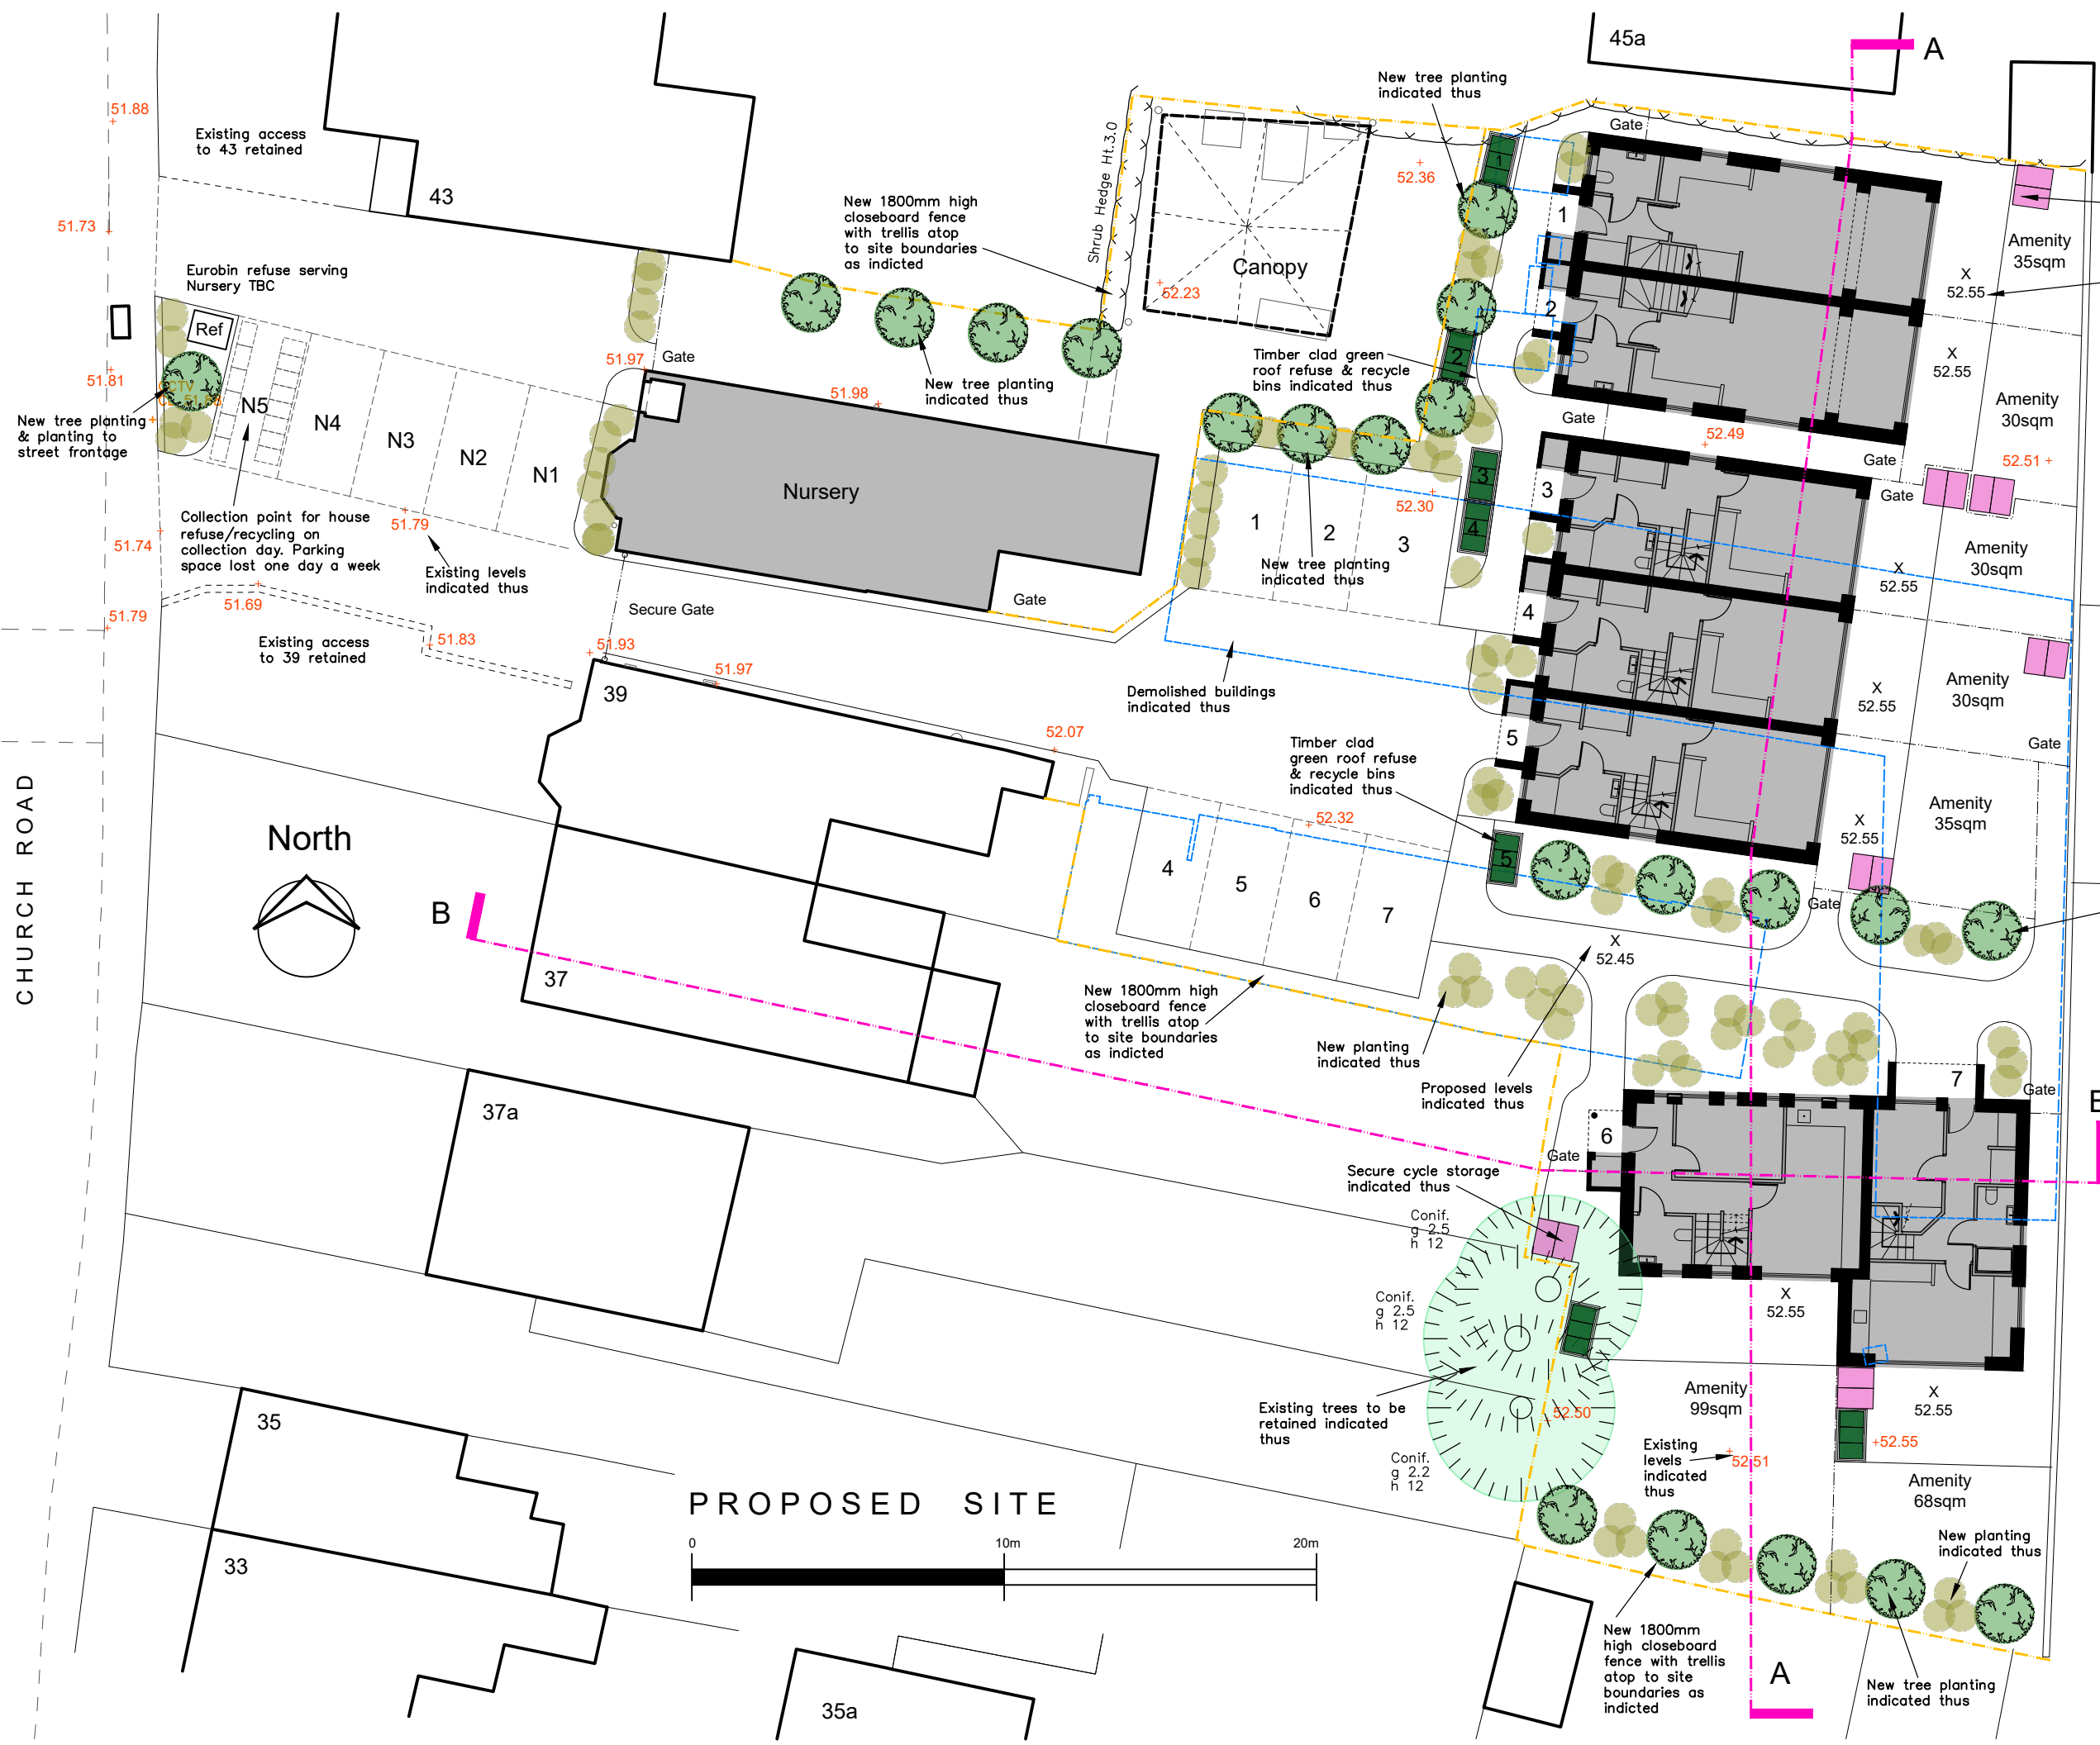 45a
A
New tree planting
indicated thus
Gate
51.88
Existing access
to 43 retained
43
51.73
Shrub Hedge Ht.3.0
New 1800mm high
closeboard fence
with trellis atop
to site boundaries
as indicted
Canopy
52.23
52.36
1
1
2
2
Amenity
35sqm
X
52.55
X
52.55
Amenity
30sqm
Eurobin refuse serving
Nursery TBC
Ref
51.81
New tree planting
& planting to
street frontage
N5
N4
N3
N2
N1
51.97
Gate
51.98
New tree planting
indicated thus
Timber clad green
roof refuse & recycle
bins indicated thus
Gate
52.49
Gate
Gate
52.51
Nursery
Collection point for house
refuse/recycling on
collection day. Parking
space lost one day a week
51.79
51.74
Existing levels
indicated thus
1
2
3
52.30
3
4
3
4
5
New tree planting
indicated thus
Amenity
30sqm
X
52.55
51.69
51.79
51.83
Existing access
to 39 retained
Secure Gate
Gate
51.93
51.97
39
52.07
Demolished buildings
indicated thus
X
52.55
Amenity
30sqm
Gate
Timber clad
green roof refuse
& recycle bins
indicated thus
52.32
Amenity
35sqm
X
52.55
CHURCH ROAD
North
B
37
4
5
6
7
5
Gate
X
52.45
New 1800mm high
closeboard fence
with trellis atop
to site boundaries
as indicted
New planting
indicated thus
Proposed levels
indicated thus
37a
6
7
Gate
Gate
Secure cycle storage
indicated thus
Conif.
g 2.5
h 12
Conif.
g 2.5
h 12
X
52.55
Existing trees to be
retained indicated
thus
52.50
Conif.
g 2.2
h 12
Amenity
99sqm
X
52.55
52.55
Existing
levels
indicated
thus
52.51
Amenity
68sqm
35
33
PROPOSED SITE
0
10m
20m
New planting
indicated thus
New 1800mm
high closeboard
fence with trellis
atop to site
boundaries as
indicted
A
New tree planting
indicated thus
35a